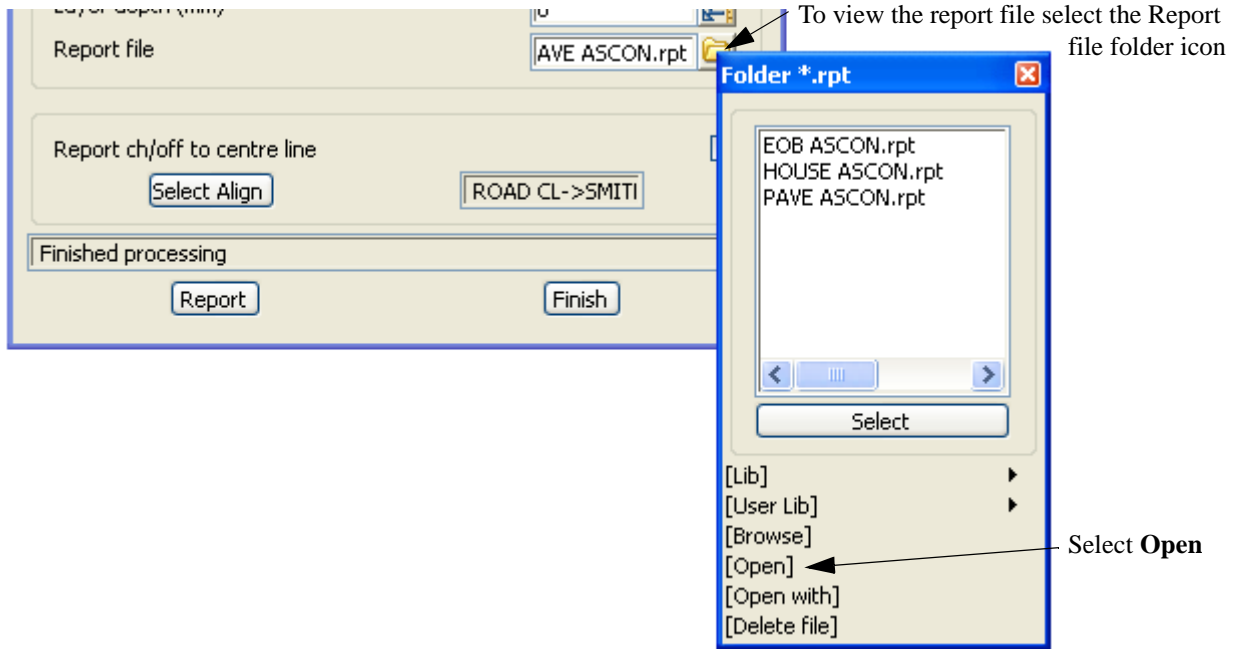 To view the report file select the Report
file folder icon
Report file
AVE ASCON.rpt
Folder *.rpt
EOB ASCON.rpt
HOUSE ASCON.rpt
PAVE ASCON.rpt
Report ch/off to centre line
Select Align
ROAD CL->SMITI
Finished processing
Report
Finish
Select
[Lib]
[User Lib]
[Browse]
[Open]
Select Open
[Open with]
[Delete file]